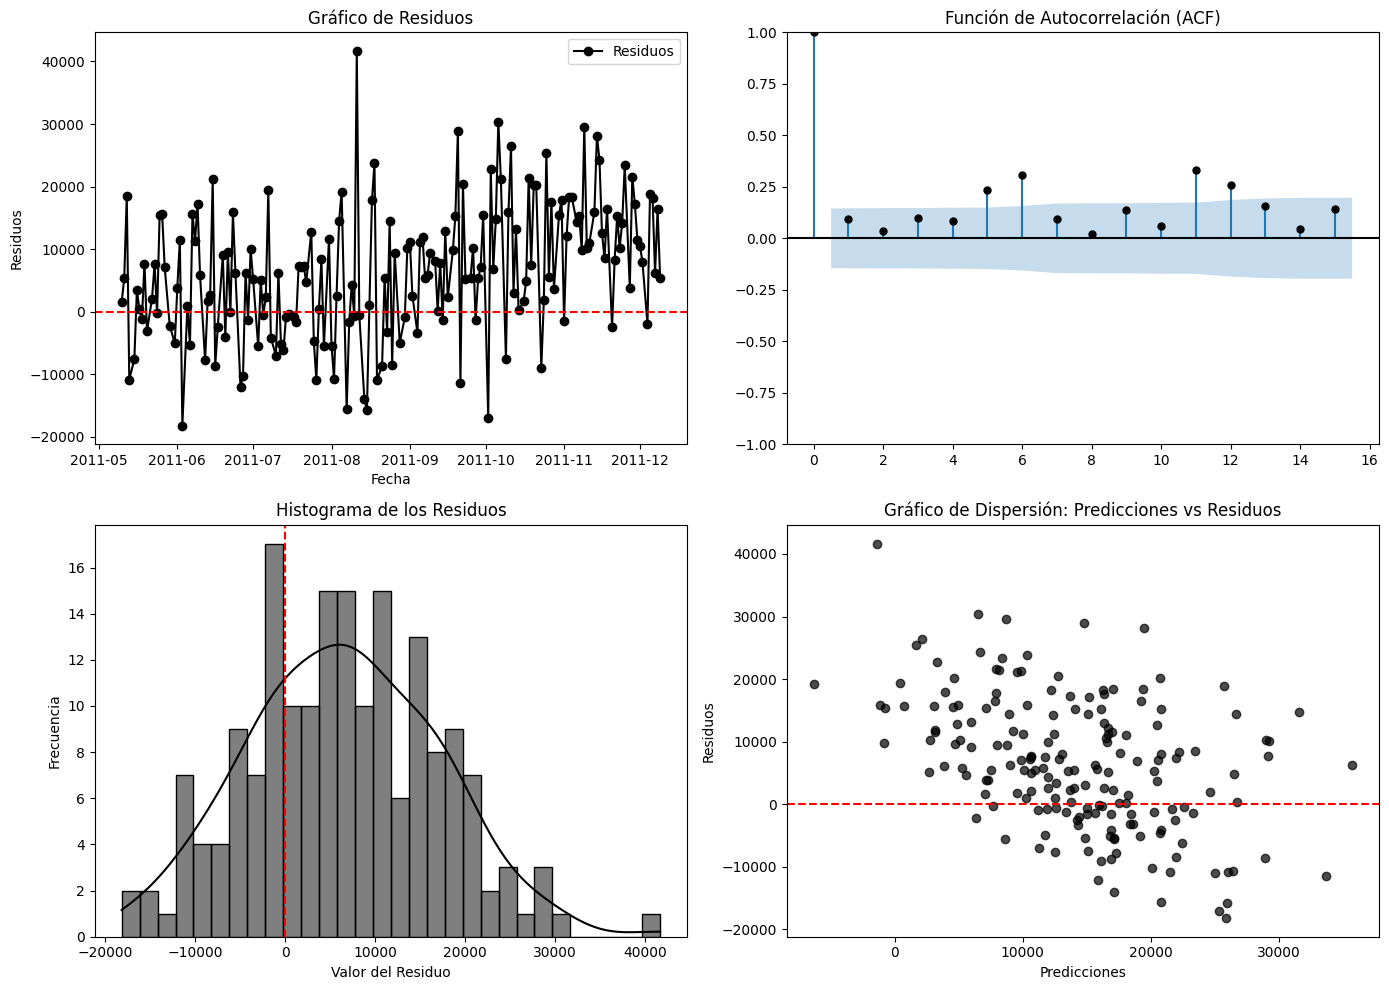 Gráfico de Residuos
Residuos
40000
30000
20000
10000
0
−10000
−20000
Residuos
2011-05 2011-06 2011-07 2011-08 2011-09 2011-10 2011-11 2011-12
Fecha
Función de Autocorrelación (ACF)
1.00
0.75
0.50
0.25
0.00
−0.25
−0.50
−0.75
−1.00
0 2 4 6 8 10 12 14 16
Histograma de los Residuos
16
14
12
10
8
6
4
2
0
Frecuencia
−20000 −10000 0 10000 20000 30000 40000
Valor del Residuo
Gráfico de Dispersión: Predicciones vs Residuos
40000
30000
20000
10000
0
−10000
−20000
Residuos
0 10000 20000 30000
Predicciones